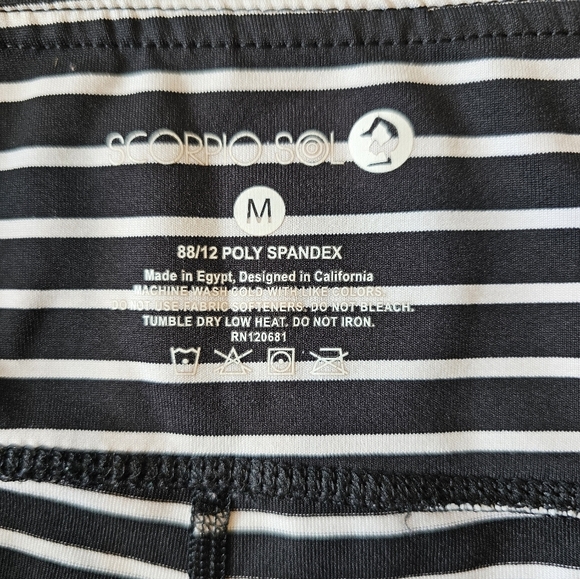 SCORPIO SOL
M
88/12 POLY SPANDEX
Made in Egypt, Designed in California
MACHINE WASH COLD WITH LIKE COLORS.
DO NOT USE FABRIC SOFTENERS. DO NOT BLEACH.
TUMBLE DRY LOW HEAT. DO NOT IRON.
RN120681